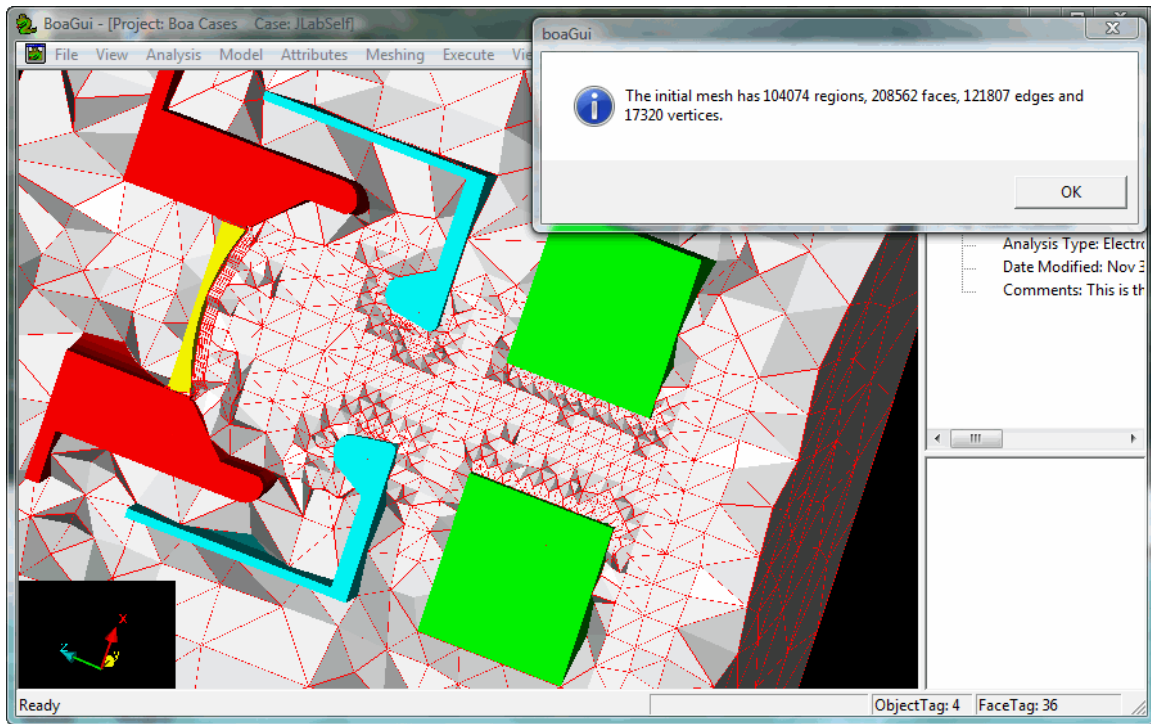 BoaGui - [Project: Boa Cases Case: JLabSelf]
File View Analysis Model Attributes Meshing Execute
boaGui
The initial mesh has 104074 regions, 208562 faces, 121807 edges and
17320 vertices.
OK
Analysis Type: Electro
Date Modified: Nov 3
Comments: This is th
X
Z
y
Ready
ObjectTag: 4 FaceTag: 36